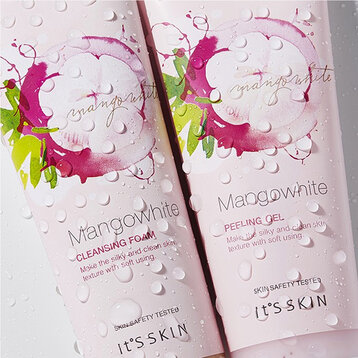 mangowhite
Mangowhite
CLEANSING FOAM
Make the silky and clean skin
texture with soft using.
SKIN SAFETY TESTED
It'S SKIN
mangowhite
Mangowhite
PEELING GEL
Make the silky and clean skin
texture with soft using.
SKIN SAFETY TESTED
It'S SKIN